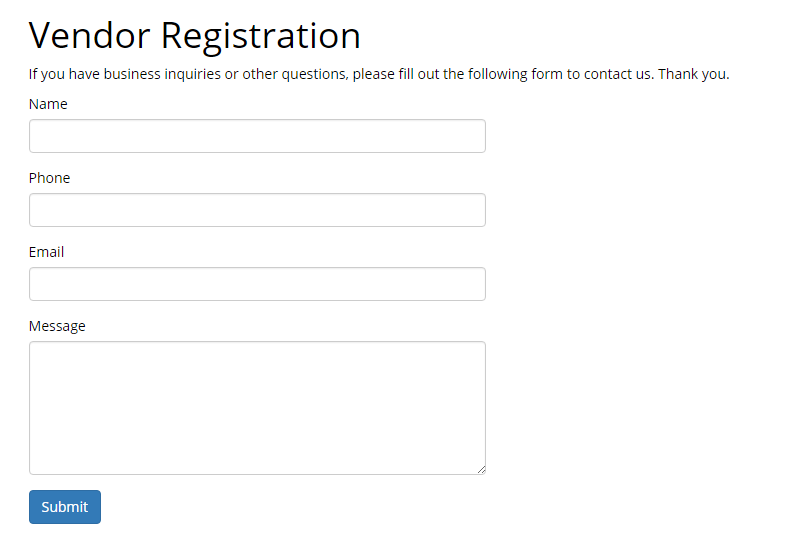 Vendor Registration
If you have business inquiries or other questions, please fill out the following form to contact us. Thank you.
Name
Phone
Email
Message
Submit